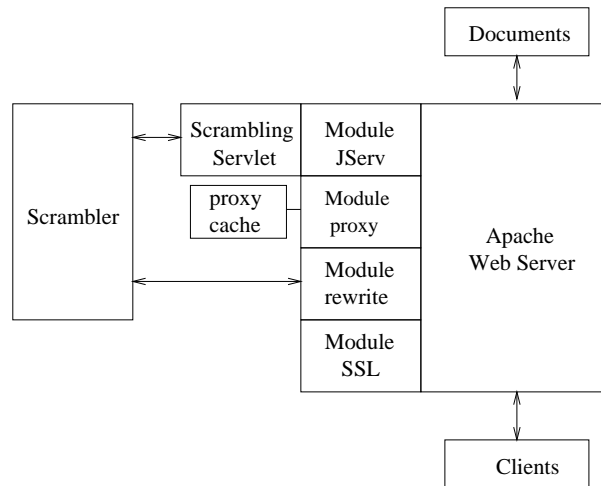 Documents
Scrambler
Scrambling
Servlet
Module
JServ
proxy
cache
Module
proxy
Module
rewrite
Module
SSL
Apache
Web Server
Clients